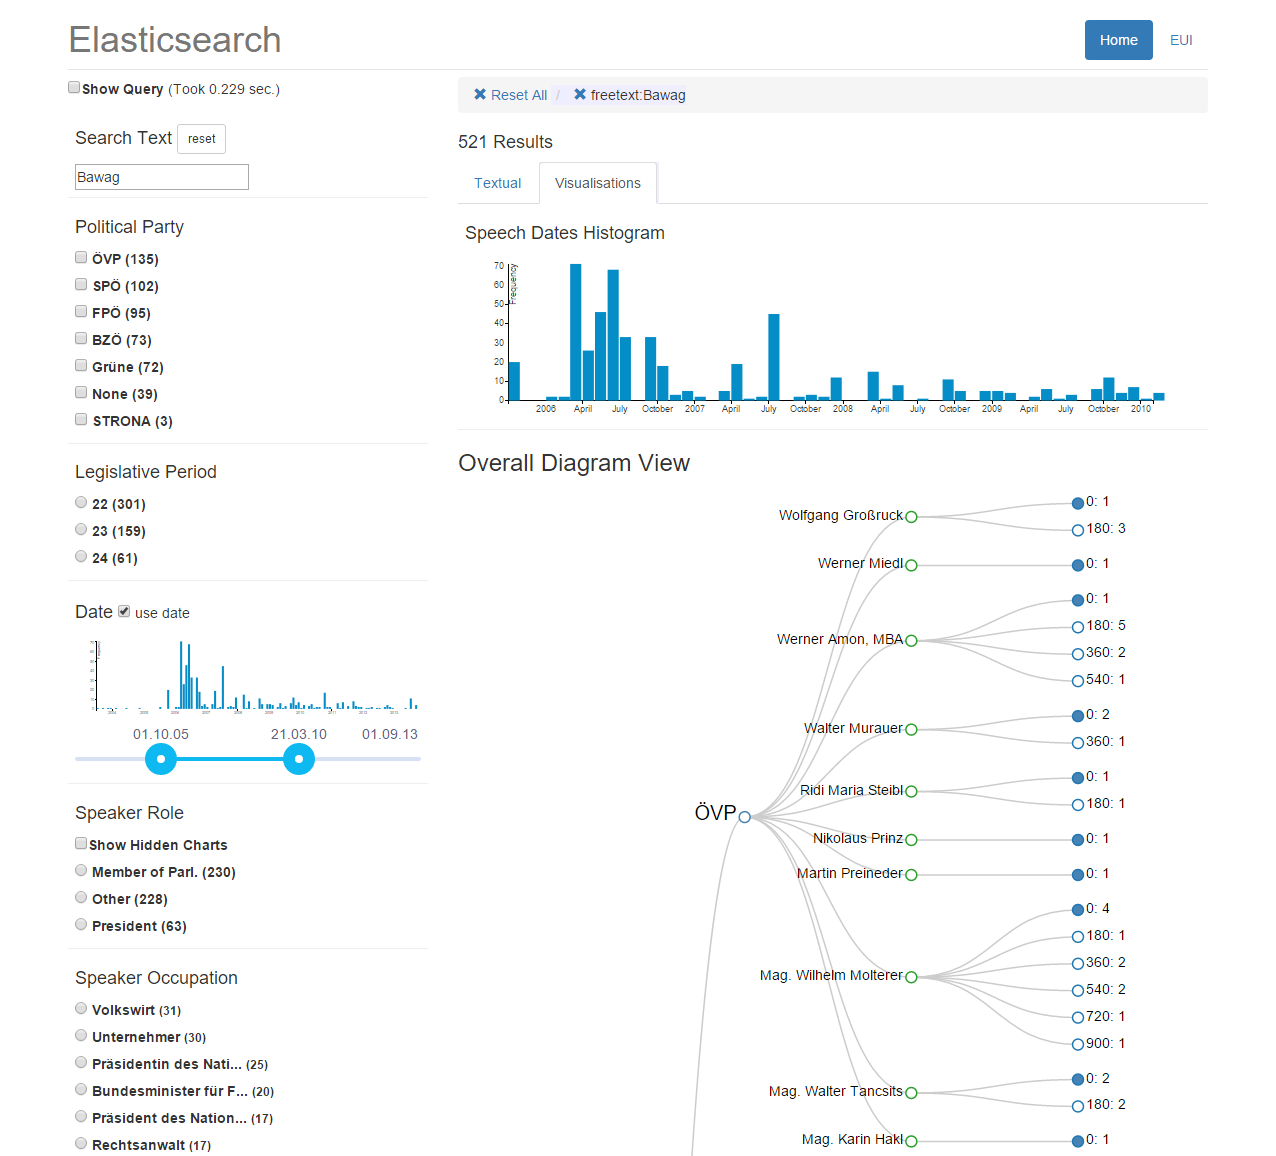 Elasticsearch
Home EUI
Show Query (Took 0.229 sec.)
Reset All / freetext:Bawag
Search Text reset
Bawag
Political Party
ÖVP (135)
SPÖ (102)
FPÖ (95)
BZÖ (73)
Grüne (72)
None (39)
STRONA (3)
Legislative Period
22 (301)
23 (159)
24 (61)
Date use date
01.10.05 21.03.10 01.09.13
Speaker Role
Show Hidden Charts
Member of Parl. (230)
Other (228)
President (63)
Speaker Occupation
Volkswirt (31)
Unternehmer (30)
Präsidentin des Nati... (25)
Bundesminister für F... (20)
Präsident des Nation... (17)
Rechtsanwalt (17)
521 Results
Textual Visualisations
Speech Dates Histogram
Frequency
70
60
50
40
30
20
10
0
2006 April July October 2007 April July October 2008 April July October 2009 April July October 2010
Overall Diagram View
ÖVP
Wolfgang Großruck
0: 1
180: 3
Werner Miedl
0: 1
Werner Amon, MBA
0: 1
180: 5
360: 2
540: 1
Walter Murauer
0: 2
360: 1
Ridi Maria Steibl
0: 1
180: 1
Nikolaus Prinz
0: 1
Martin Preineder
0: 1
Mag. Wilhelm Molterer
0: 4
180: 1
360: 2
540: 2
720: 1
900: 1
Mag. Walter Tancsits
0: 2
180: 2
Mag. Karin Hakl
0: 1